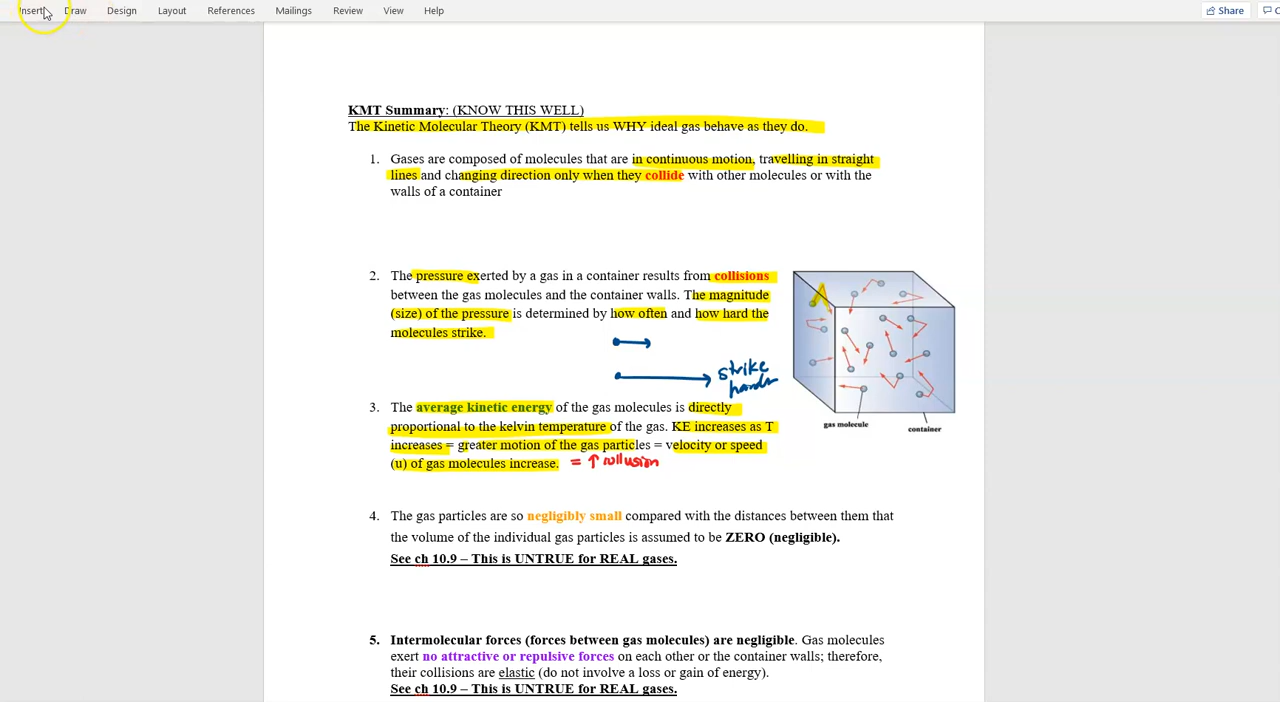 Insert Draw Design Layout References Mailings Review View Help Share
KMT Summary: (KNOW THIS WELL)
The Kinetic Molecular Theory (KMT) tells us WHY ideal gas behave as they do.
1. Gases are composed of molecules that are in continuous motion, travelling in straight
lines and changing direction only when they collide with other molecules or with the
walls of a container
2. The pressure exerted by a gas in a container results from collisions
between the gas molecules and the container walls. The magnitude
(size) of the pressure is determined by how often and how hard the
molecules strike.
strike
harder
gas molecule
container
3. The average kinetic energy of the gas molecules is directly
proportional to the kelvin temperature of the gas. KE increases as T
increases = greater motion of the gas particles = velocity or speed
(u) of gas molecules increase. = ↑ collusion
4. The gas particles are so negligibly small compared with the distances between them that
the volume of the individual gas particles is assumed to be ZERO (negligible).
See ch 10.9 – This is UNTRUE for REAL gases.
5. Intermolecular forces (forces between gas molecules) are negligible. Gas molecules
exert no attractive or repulsive forces on each other or the container walls; therefore,
their collisions are elastic (do not involve a loss or gain of energy).
See ch 10.9 – This is UNTRUE for REAL gases.